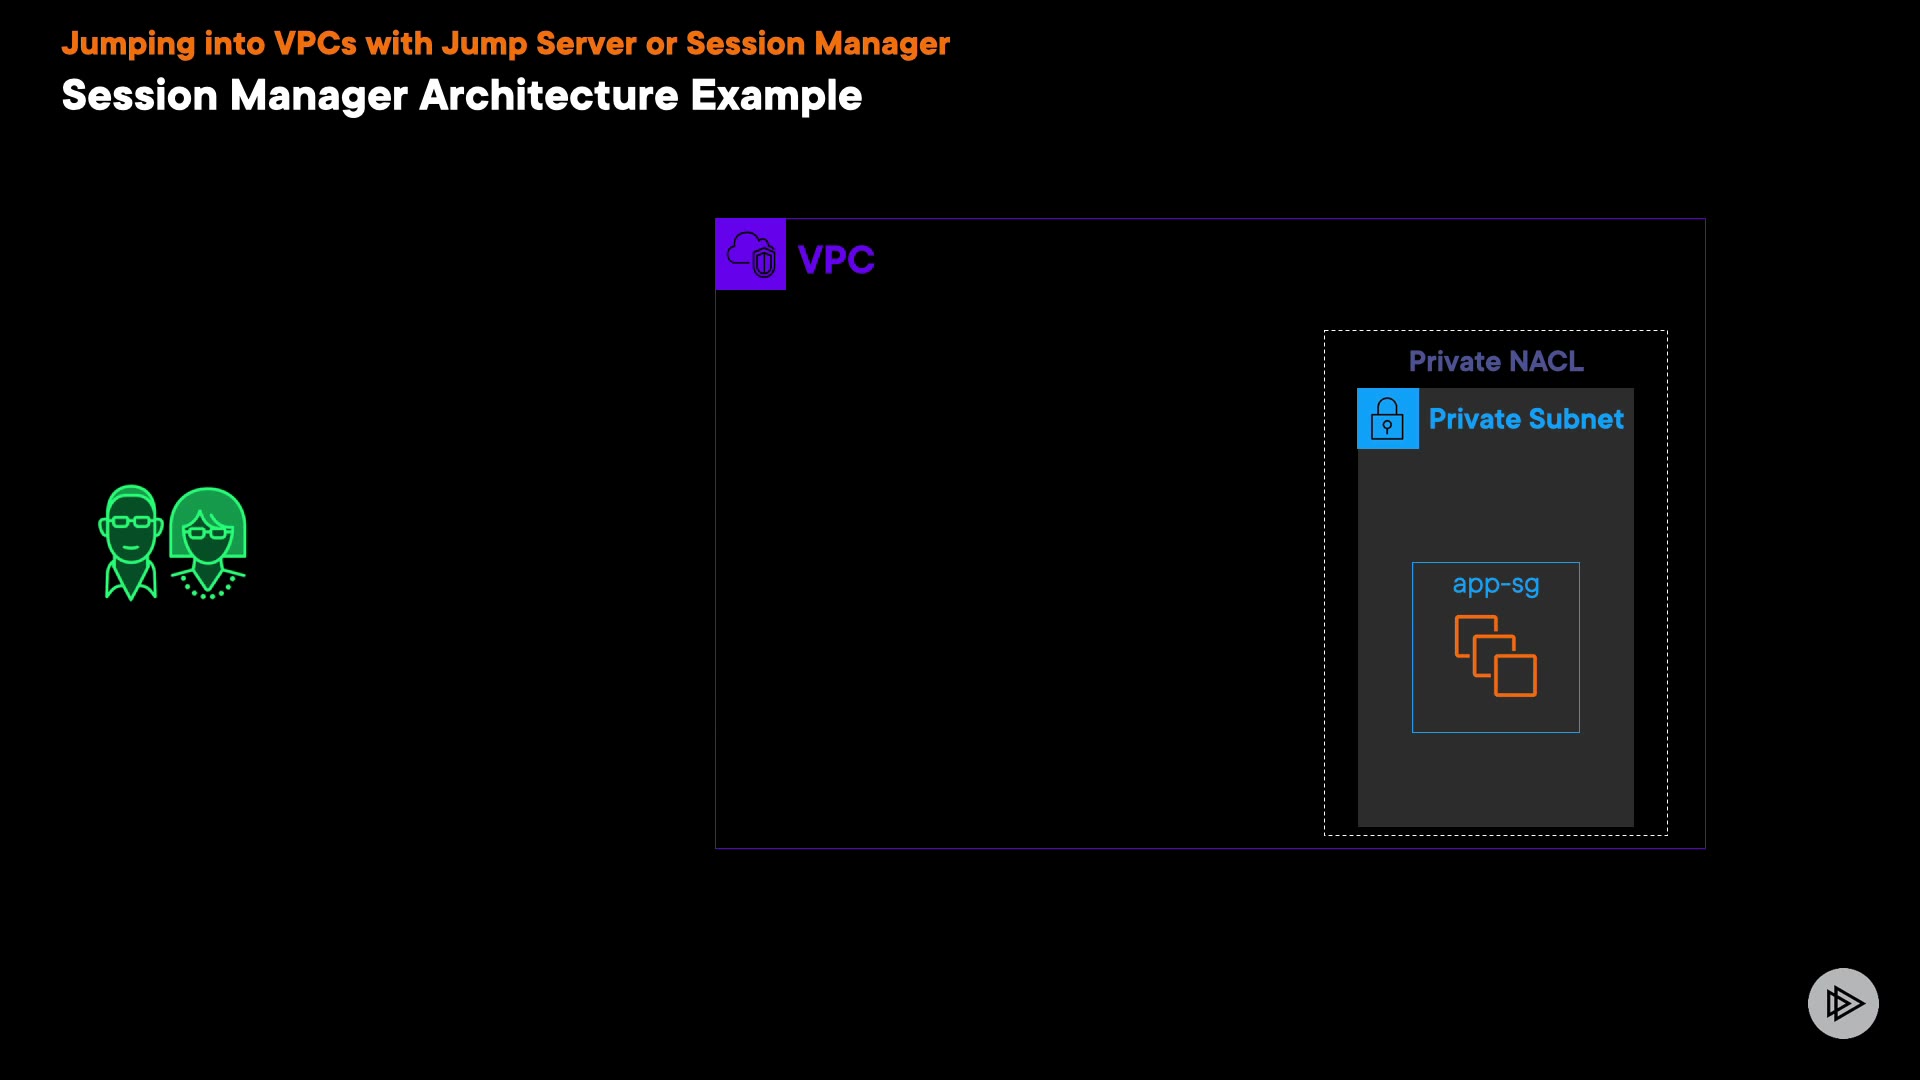 Jumping into VPCs with Jump Server or Session Manager
Session Manager Architecture Example
VPC
Private NACL
Private Subnet
app-sg